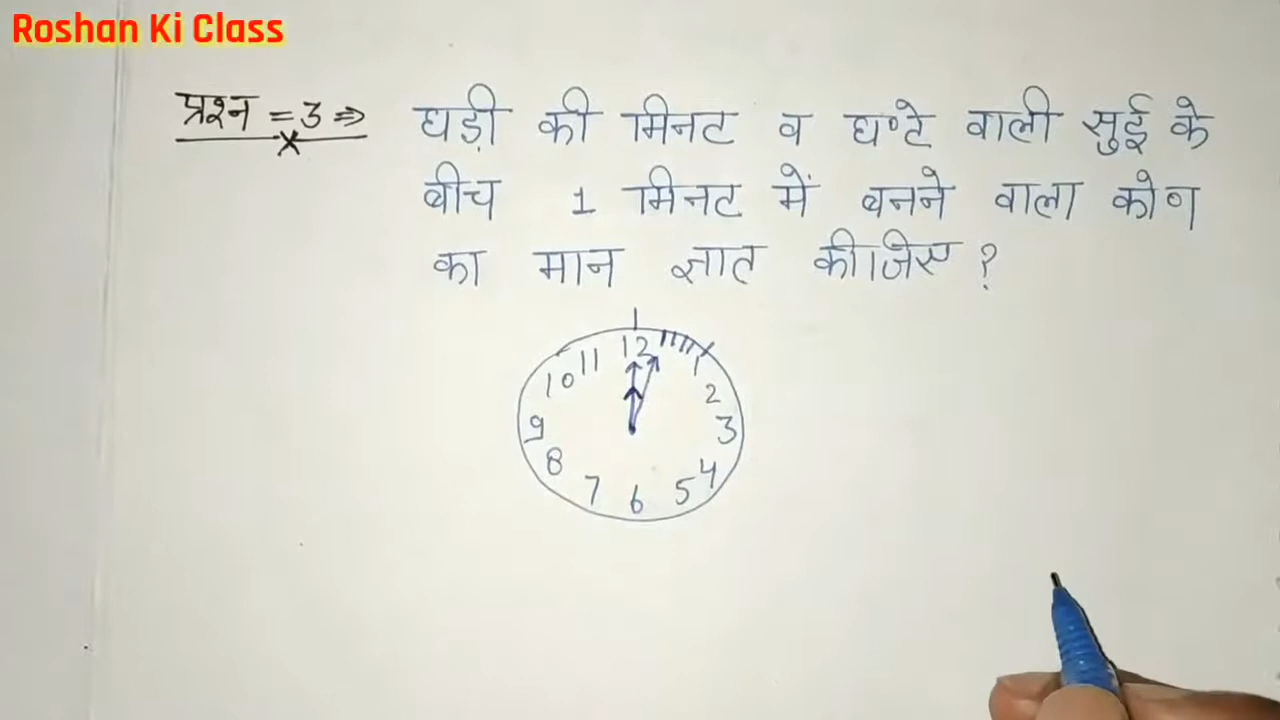 Roshan Ki Class
प्रश्न = 3 ⇒ घड़ी की मिनट व घण्टे वाली सुई के
बीच 1 मिनट में बनने वाला कोण
का मान ज्ञात कीजिए ?
12
11 1
10 2
9 3
8 4
7 6 5